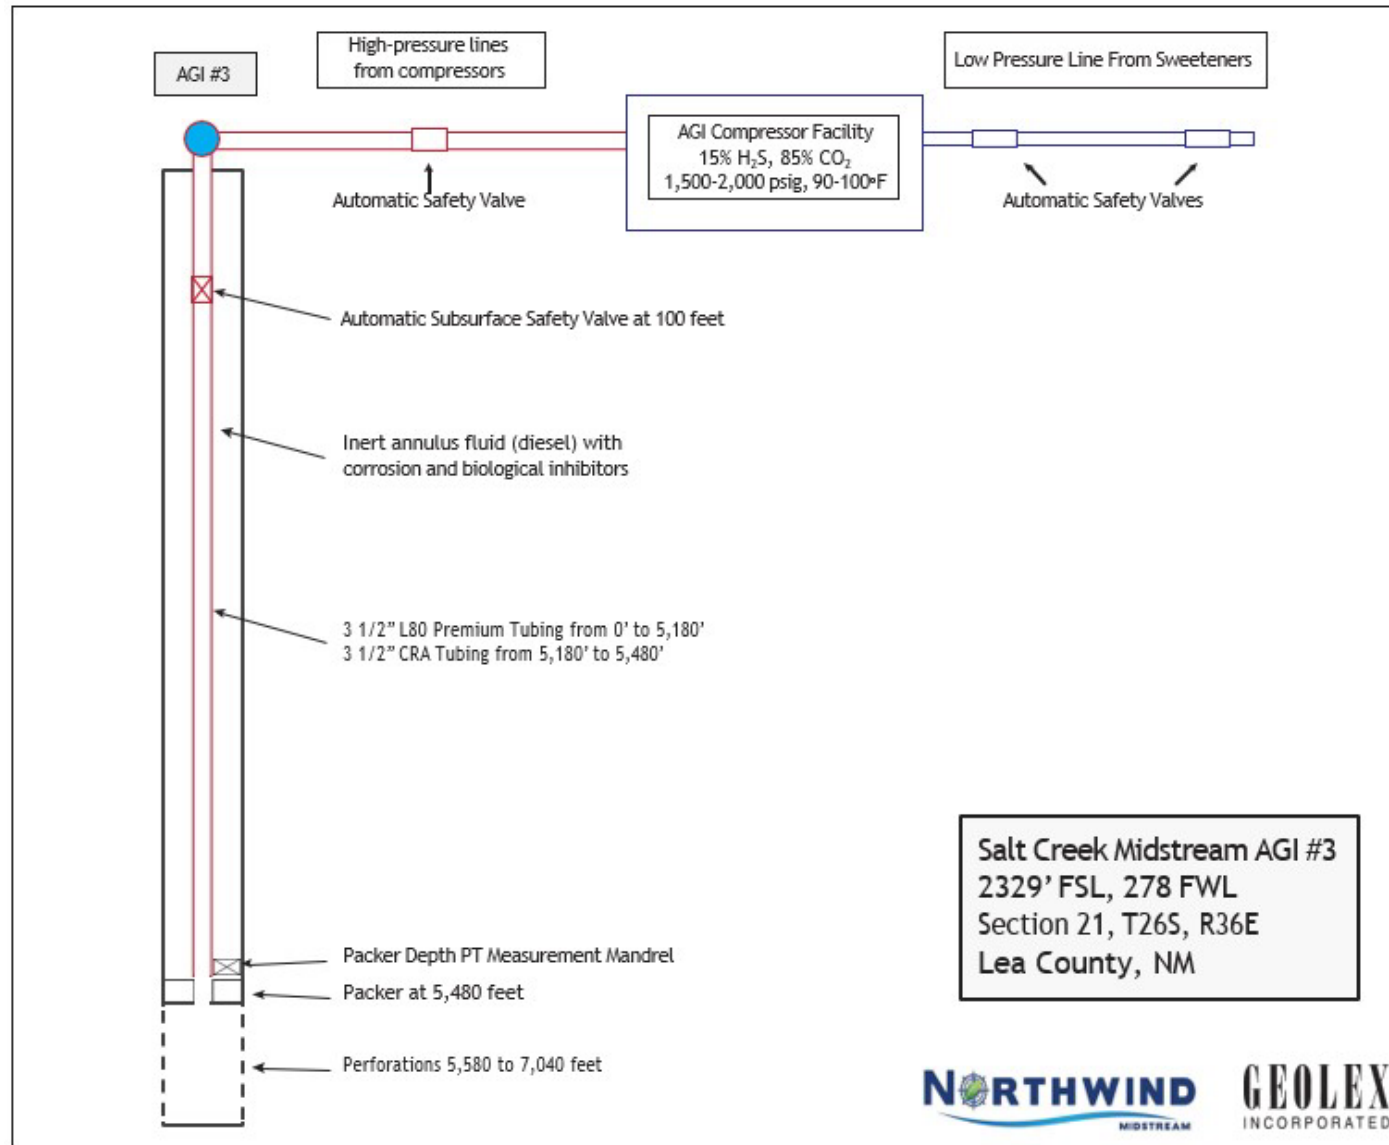 AGI #3
High-pressure lines
from compressors
Low Pressure Line From Sweeteners
AGI Compressor Facility
15% H₂S, 85% CO₂
1,500-2,000 psig, 90-100°F
Automatic Safety Valve
Automatic Safety Valves
Automatic Subsurface Safety Valve at 100 feet
Inert annulus fluid (diesel) with
corrosion and biological inhibitors
3 1/2” L80 Premium Tubing from 0’ to 5,180’
3 1/2” CRA Tubing from 5,180’ to 5,480’
Packer Depth PT Measurement Mandrel
Packer at 5,480 feet
Perforations 5,580 to 7,040 feet
Salt Creek Midstream AGI #3
2329’ FSL, 278 FWL
Section 21, T26S, R36E
Lea County, NM
NORTHWIND
MIDSTREAM
GEOLEX
INCORPORATED